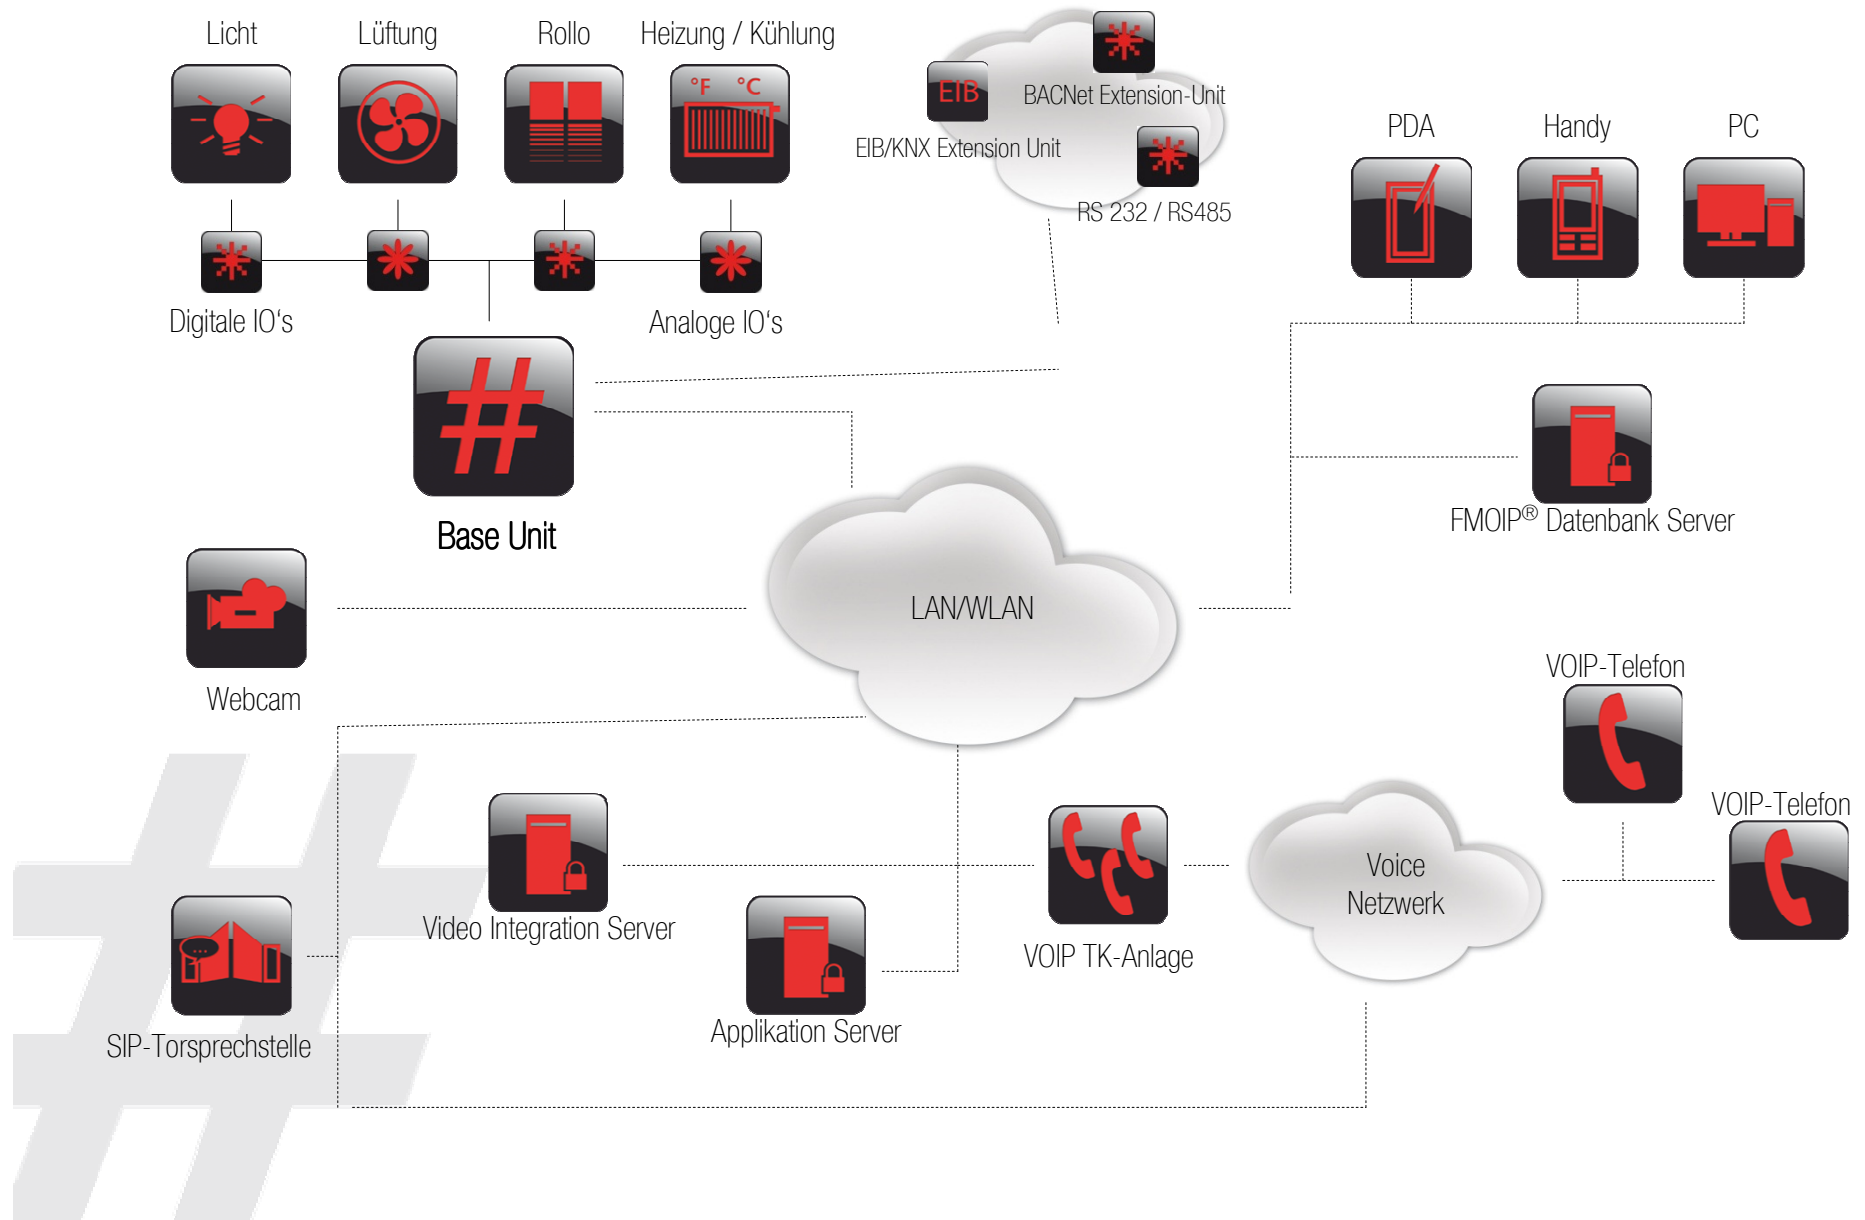 Licht
Lüftung
Rollo
Heizung / Kühlung
°F °C
EIB
BACNet Extension-Unit
EIB/KNX Extension Unit
RS 232 / RS485
PDA
Handy
PC
Digitale IO‘s
Analoge IO‘s
#
Base Unit
FMOIP® Datenbank Server
LAN/WLAN
Webcam
VOIP-Telefon
VOIP-Telefon
Voice
Netzwerk
Video Integration Server
VOIP TK-Anlage
Applikation Server
SIP-Torsprechstelle
#